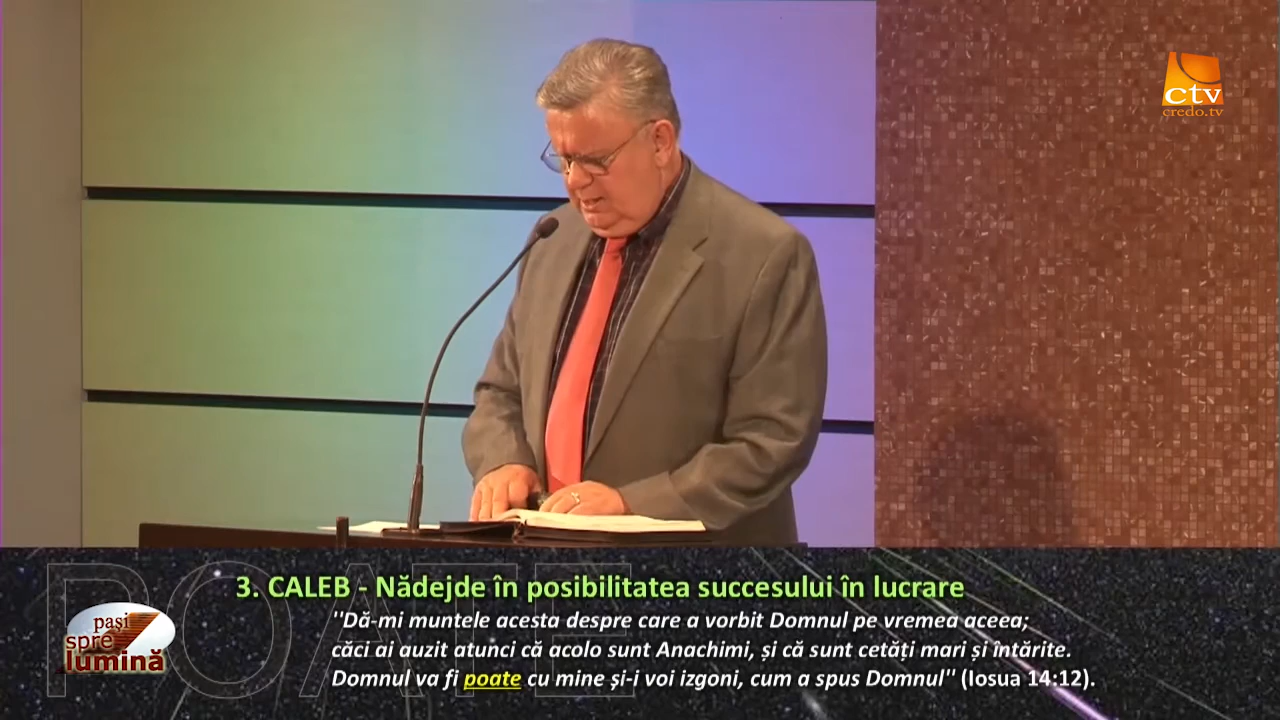 ctv
credo.tv
POATE
3. CALEB - Nădejde în posibilitatea succesului în lucrare
"Dă-mi muntele acesta despre care a vorbit Domnul pe vremea aceea;
căci ai auzit atunci că acolo sunt Anachimi, și că sunt cetăți mari și întărite.
Domnul va fi poate cu mine și-i voi izgoni, cum a spus Domnul" (Iosua 14:12).
pași
spre
lumină